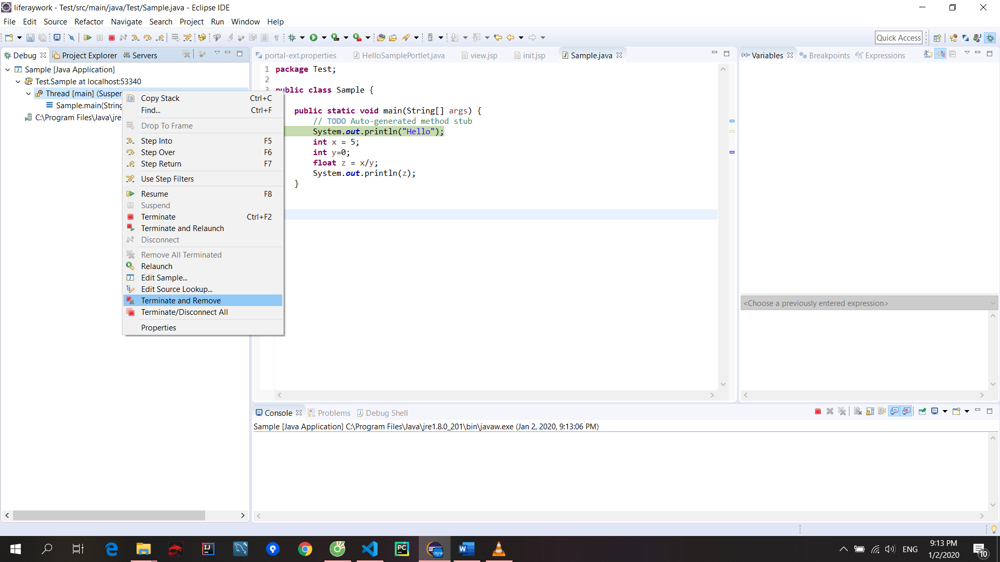 liferaywork - Test/src/main/java/Test/Sample.java - Eclipse IDE
File Edit Source Refactor Navigate Search Project Run Window Help
Quick Access
Debug Project Explorer Servers
Sample [Java Application]
Test.Sample at localhost:53340
Thread [main] (Susper
Sample.main(String
C:\Program Files\Java\jre
Copy Stack Ctrl+C
Find... Ctrl+F
Drop To Frame
Step Into F5
Step Over F6
Step Return F7
Use Step Filters
Resume F8
Suspend
Terminate Ctrl+F2
Terminate and Relaunch
Disconnect
Remove All Terminated
Relaunch
Edit Sample...
Edit Source Lookup...
Terminate and Remove
Terminate/Disconnect All
Properties
portal-ext.properties HelloSamplePortlet.java view.jsp init.jsp Sample.java
1 package Test;
2
3 public class Sample {
public static void main(String[] args) {
// TODO Auto-generated method stub
System.out.println("Hello");
int x = 5;
int y=0;
float z = x/y;
System.out.println(z);
}
(x)= Variables Breakpoints Expressions
<Choose a previously entered expression>
Console Problems Debug Shell
Sample [Java Application] C:\Program Files\Java\jre1.8.0_201\bin\javaw.exe (Jan 2, 2020, 9:13:06 PM)
ENG
9:13 PM
1/2/2020
10